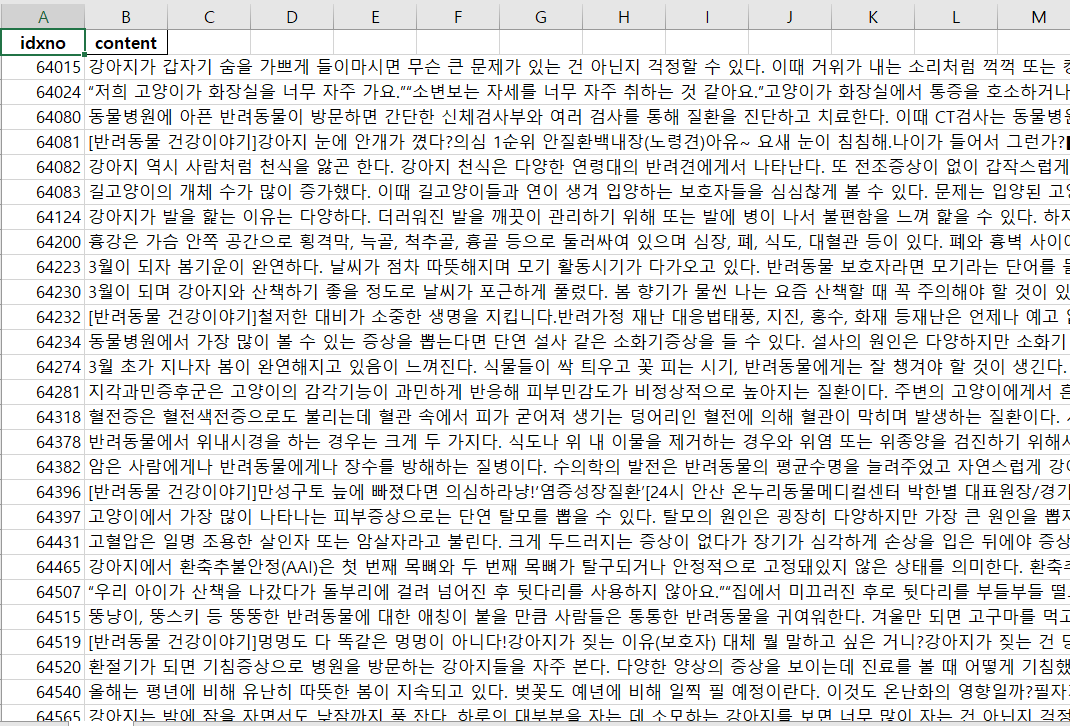 A B C D E F G H I J K L M
idxno content
64015 강아지가 갑자기 숨을 가쁘게 들이마시면 무슨 큰 문제가 있는 건 아닌지 걱정할 수 있다. 이때 거위가 내는 소리처럼 꺽꺽 또는
64024 “저희 고양이가 화장실을 너무 자주 가요.”“소변보는 자세를 너무 자주 취하는 것 같아요.”고양이가 화장실에서 통증을 호소하거나
64080 동물병원에 아픈 반려동물이 방문하면 간단한 신체검사부와 여러 검사를 통해 질환을 진단하고 치료한다. 이때 CT검사는 동물병원
64081 [반려동물 건강이야기]강아지 눈에 안개가 꼈다?의심 1순위 안질환백내장(노령견)아유~ 요새 눈이 침침해.나이가 들어서 그런가?
64082 강아지 역시 사람처럼 천식을 앓곤 한다. 강아지 천식은 다양한 연령대의 반려견에게서 나타난다. 또 전조증상이 없이 갑작스럽게
64083 길고양이의 개체 수가 많이 증가했다. 이때 길고양이들과 연이 생겨 입양하는 보호자들을 심심찮게 볼 수 있다. 문제는 입양된
64124 강아지가 발을 핥는 이유는 다양하다. 더러워진 발을 깨끗이 관리하기 위해 또는 발에 병이 나서 불편함을 느껴 핥을 수 있다.
64200 흉강은 가슴 안쪽 공간으로 횡격막, 늑골, 척추골, 흉골 등으로 둘러싸여 있으며 심장, 폐, 식도, 대혈관 등이 있다. 폐와 흉벽
64223 3월이 되자 봄기운이 완연하다. 날씨가 점차 따뜻해지며 모기 활동시기가 다가오고 있다. 반려동물 보호자라면 모기라는 단어를
64230 3월이 되며 강아지와 산책하기 좋을 정도로 날씨가 포근하게 풀렸다. 봄 향기가 물씬 나는 요즘 산책할 때 꼭 주의해야 할 것이
64232 [반려동물 건강이야기]철저한 대비가 소중한 생명을 지킵니다.반려가정 재난 대응법태풍, 지진, 홍수, 화재 등재난은 언제나 예고
64234 동물병원에서 가장 많이 볼 수 있는 증상을 뽑는다면 단연 설사 같은 소화기증상을 들 수 있다. 설사의 원인은 다양하지만 소화기
64274 3월 초가 지나자 봄이 완연해지고 있음이 느껴진다. 식물들이 싹 틔우고 꽃 피는 시기, 반려동물에게는 잘 챙겨야 할 것이 생긴다.
64281 지각과민증후군은 고양이의 감각기능이 과민하게 반응해 피부민감도가 비정상적으로 높아지는 질환이다. 주변의 고양이에게서
64318 혈전증은 혈전색전증으로도 불리는데 혈관 속에서 피가 굳어져 생기는 덩어리인 혈전에 의해 혈관이 막히며 발생하는 질환이다.
64378 반려동물에서 위내시경을 하는 경우는 크게 두 가지다. 식도나 위 내 이물을 제거하는 경우와 위염 또는 위종양을 검진하기 위해서
64382 암은 사람에게나 반려동물에게나 장수를 방해하는 질병이다. 수의학의 발전은 반려동물의 평균수명을 늘려주었고 자연스럽게
64396 [반려동물 건강이야기]만성구토 늪에 빠졌다면 의심하라냥!‘염증성장질환’[24시 안산 온누리동물메디컬센터 박한별 대표원장/경기
64397 고양이에서 가장 많이 나타나는 피부증상으로는 단연 탈모를 뽑을 수 있다. 탈모의 원인은 굉장히 다양하지만 가장 큰 원인을
64431 고혈압은 일명 조용한 살인자 또는 암살자라고 불린다. 크게 두드러지는 증상이 없다가 장기가 심각하게 손상을 입은 뒤에야 증상
64465 강아지에서 환축추불안정(AAI)은 첫 번째 목뼈와 두 번째 목뼈가 탈구되거나 안정적으로 고정돼있지 않은 상태를 의미한다.
64507 “우리 아이가 산책을 나갔다가 돌부리에 걸려 넘어진 후 뒷다리를 사용하지 않아요.”“집에서 미끄러진 후로 뒷다리를 부들부들
64515 뚱냥이, 뚱스키 등 뚱뚱한 반려동물에 대한 애칭이 붙을 만큼 사람들은 통통한 반려동물을 귀여워한다. 겨울만 되면 고구마를 먹고
64519 [반려동물 건강이야기]멍멍도 다 똑같은 멍멍이 아니다!강아지가 짖는 이유(보호자) 대체 뭘 말하고 싶은 거니?강아지가 짖는 건
64520 환절기가 되면 기침증상으로 병원을 방문하는 강아지들을 자주 본다. 다양한 양상의 증상을 보이는데 진료를 볼 때 어떻게 기침했
64540 올해는 평년에 비해 유난히 따뜻한 봄이 지속되고 있다. 벚꽃도 예년에 비해 일찍 필 예정이란다. 이것도 온난화의 영향일까?필자
64565 강아지는 밤에 잠을 자면서도 낮잠까지 푹 잔다. 하루의 대부분을 자는 데 소모하는 강아지를 보면 너무 많이 자는 건 아닌지